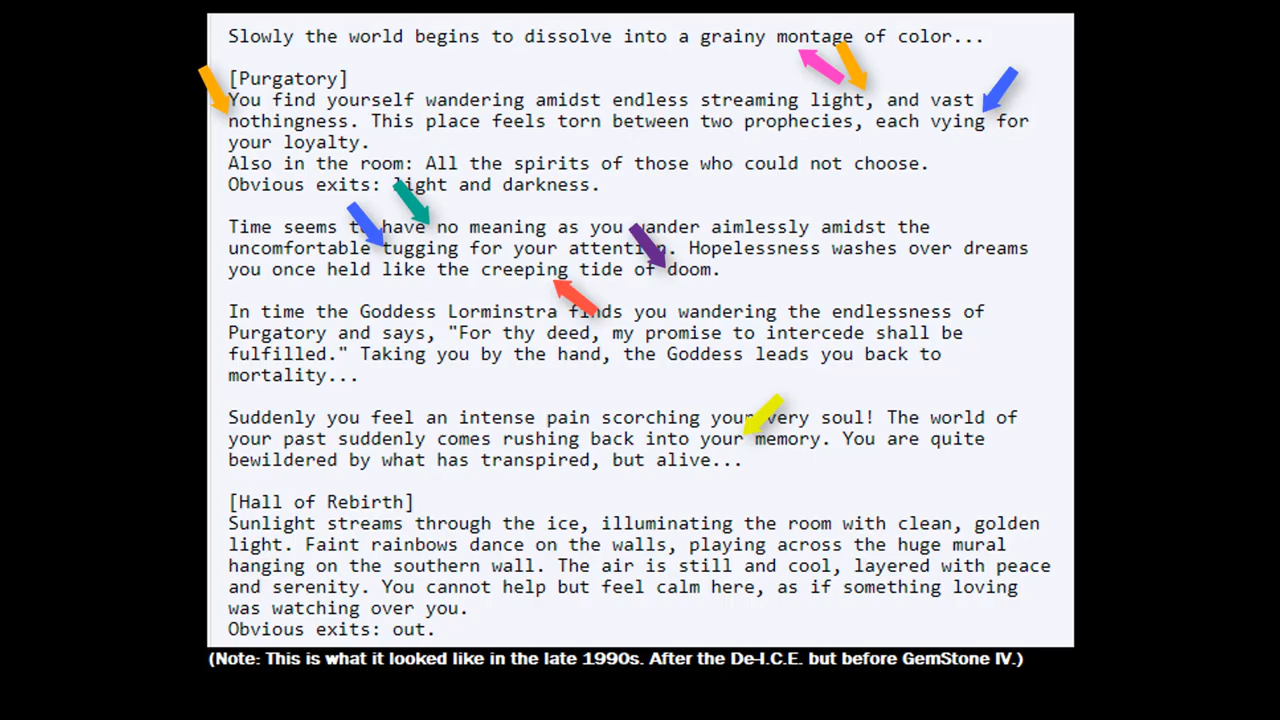 Slowly the world begins to dissolve into a grainy montage of color...
[Purgatory]
You find yourself wandering amidst endless streaming light, and vast
nothingness. This place feels torn between two prophecies, each vying for
your loyalty.
Also in the room: All the spirits of those who could not choose.
Obvious exits: light and darkness.
Time seems to have no meaning as you wander aimlessly amidst the
uncomfortable tugging for your attention. Hopelessness washes over dreams
you once held like the creeping tide of doom.
In time the Goddess Lorminstra finds you wandering the endlessness of
Purgatory and says, "For thy deed, my promise to intercede shall be
fulfilled." Taking you by the hand, the Goddess leads you back to
mortality...
Suddenly you feel an intense pain scorching your very soul! The world of
your past suddenly comes rushing back into your memory. You are quite
bewildered by what has transpired, but alive...
[Hall of Rebirth]
Sunlight streams through the ice, illuminating the room with clean, golden
light. Faint rainbows dance on the walls, playing across the huge mural
hanging on the southern wall. The air is still and cool, layered with peace
and serenity. You cannot help but feel calm here, as if something loving
was watching over you.
Obvious exits: out.
(Note: This is what it looked like in the late 1990s. After the De-I.C.E. but before GemStone IV.)